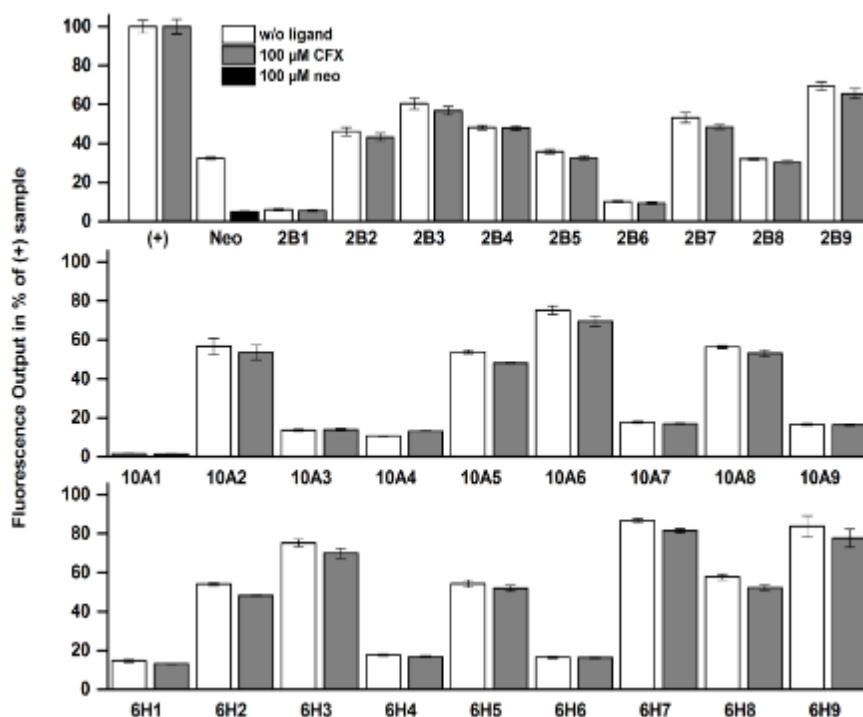 Fluorescence Output in % of (+) sample
100
80
60
40
20
0
w/o ligand
100 µM CFX
100 µM neo
(+) Neo 2B1 2B2 2B3 2B4 2B5 2B6 2B7 2B8 2B9
100
80
60
40
20
0
10A1 10A2 10A3 10A4 10A5 10A6 10A7 10A8 10A9
100
80
60
40
20
0
6H1 6H2 6H3 6H4 6H5 6H6 6H7 6H8 6H9